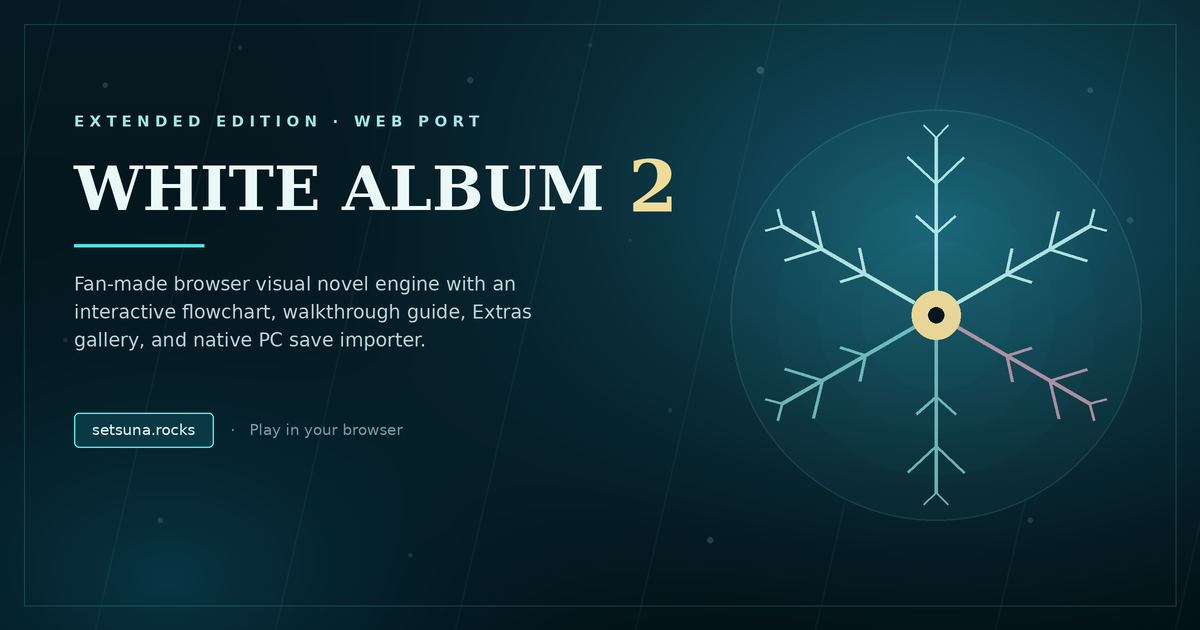 EXTENDED EDITION · WEB PORT
WHITE ALBUM 2
Fan-made browser visual novel engine with an
interactive flowchart, walkthrough guide, Extras
gallery, and native PC save importer.
setsuna.rocks · Play in your browser